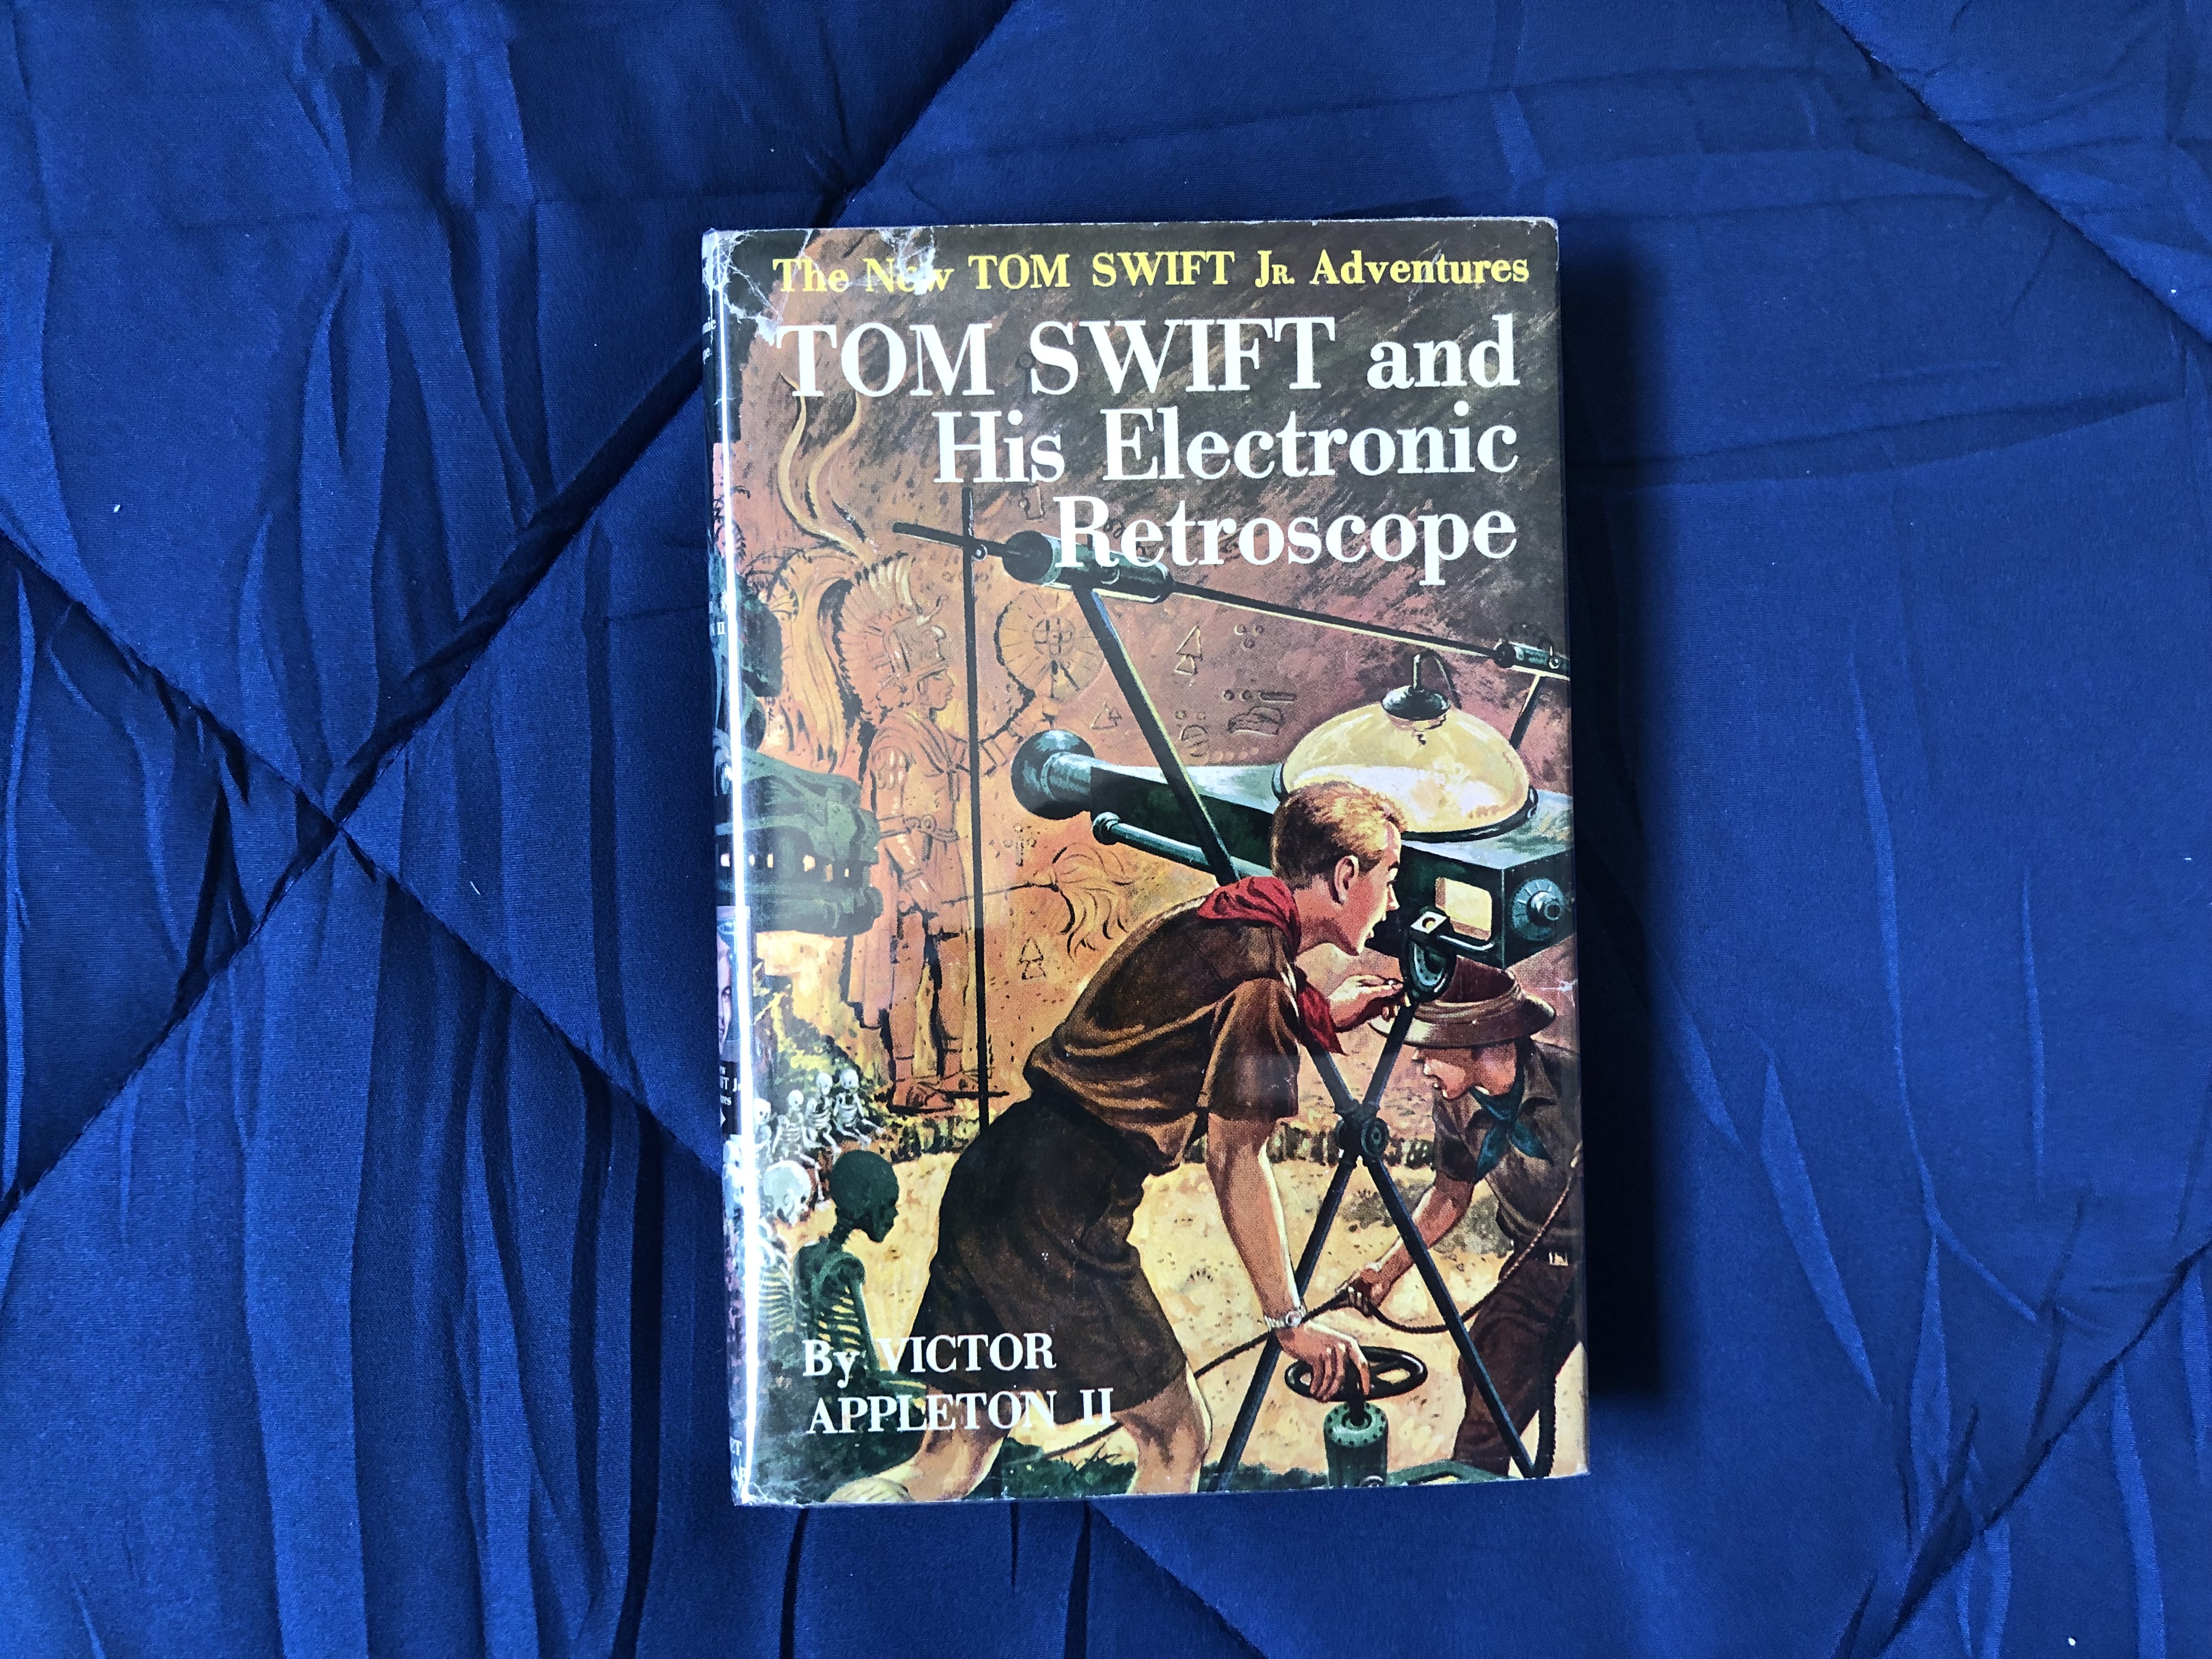 The New TOM SWIFT JR. Adventures
TOM SWIFT and
His Electronic
Retroscope
By VICTOR
APPLETON II